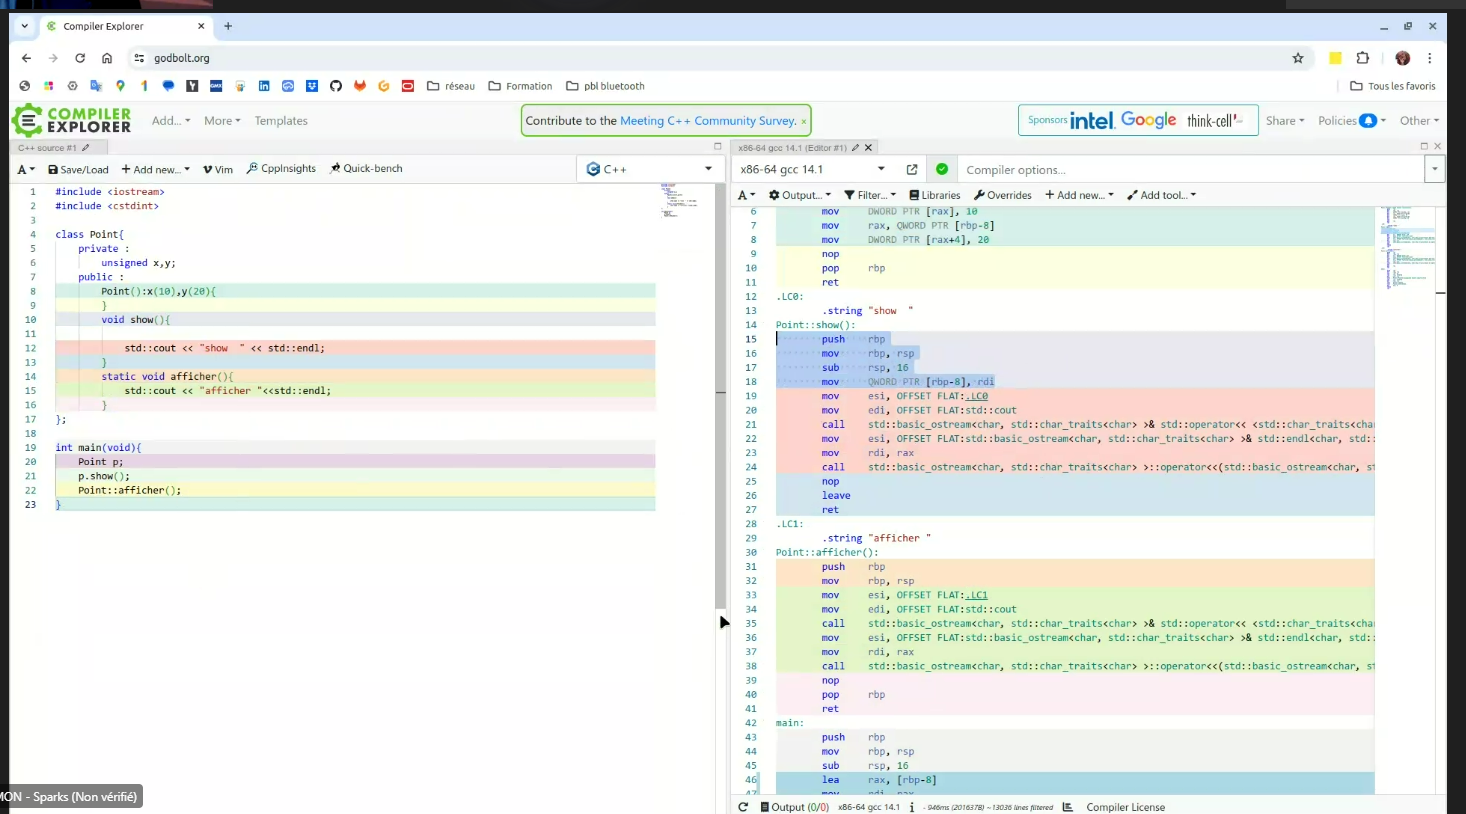 Compiler Explorer
godbolt.org
réseau Formation pbl bluetooth Tous les favoris
COMPILER EXPLORER Add... More Templates Contribute to the Meeting C++ Community Survey. × Sponsors intel. Google think-cell Share Policies Other
C++ source #1
A Save/Load + Add new... Vim CppInsights Quick-bench C++
1 #include <iostream>
2 #include <cstdint>
3
4 class Point{
5 private :
6 unsigned x,y;
7 public :
8 Point():x(10),y(20){
9 }
10 void show(){
11
12 std::cout << "show  " << std::endl;
13 }
14 static void afficher(){
15 std::cout << "afficher "<<std::endl;
16 }
17 };
18
19 int main(void){
20 Point p;
21 p.show();
22 Point::afficher();
23 }
x86-64 gcc 14.1 (Editor #1)
x86-64 gcc 14.1 Compiler options...
A Output... Filter... Libraries Overrides + Add new... Add tool...
6 mov DWORD PTR [rax], 10
7 mov rax, QWORD PTR [rbp-8]
8 mov DWORD PTR [rax+4], 20
9 nop
10 pop rbp
11 ret
12 .LC0:
13 .string "show  "
14 Point::show():
15 push rbp
16 mov rbp, rsp
17 sub rsp, 16
18 mov QWORD PTR [rbp-8], rdi
19 mov esi, OFFSET FLAT:.LC0
20 mov edi, OFFSET FLAT:std::cout
21 call std::basic_ostream<char, std::char_traits<char> >& std::operator<< <std::char_traits<cha
22 mov esi, OFFSET FLAT:std::basic_ostream<char, std::char_traits<char> >& std::endl<char, std::
23 mov rdi, rax
24 call std::basic_ostream<char, std::char_traits<char> >::operator<<(std::basic_ostream<char, st
25 nop
26 leave
27 ret
28 .LC1:
29 .string "afficher "
30 Point::afficher():
31 push rbp
32 mov rbp, rsp
33 mov esi, OFFSET FLAT:.LC1
34 mov edi, OFFSET FLAT:std::cout
35 call std::basic_ostream<char, std::char_traits<char> >& std::operator<< <std::char_traits<cha
36 mov esi, OFFSET FLAT:std::basic_ostream<char, std::char_traits<char> >& std::endl<char, std::
37 mov rdi, rax
38 call std::basic_ostream<char, std::char_traits<char> >::operator<<(std::basic_ostream<char, st
39 nop
40 pop rbp
41 ret
42 main:
43 push rbp
44 mov rbp, rsp
45 sub rsp, 16
46 lea rax, [rbp-8]
47 mov rdi, rax
Output (0/0) x86-64 gcc 14.1 i - 946ms (201637B) ~13036 lines filtered Compiler License
MON - Sparks (Non vérifié)